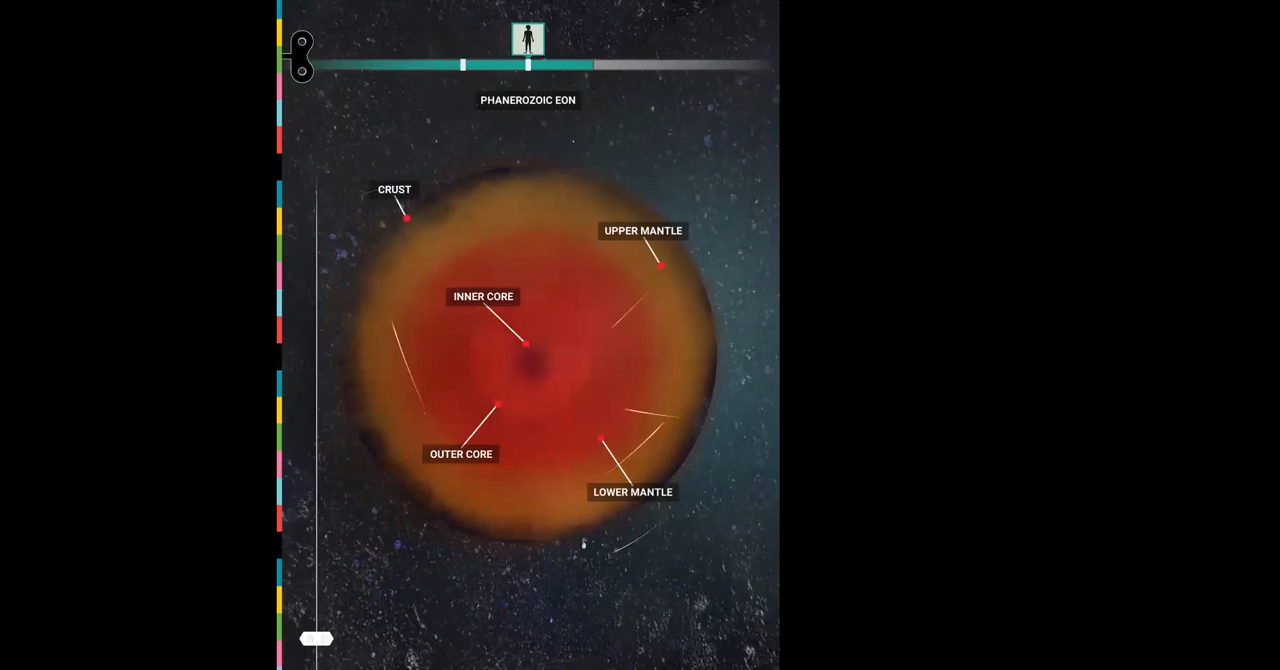 PHANEROZOIC EON
CRUST
UPPER MANTLE
INNER CORE
OUTER CORE
LOWER MANTLE